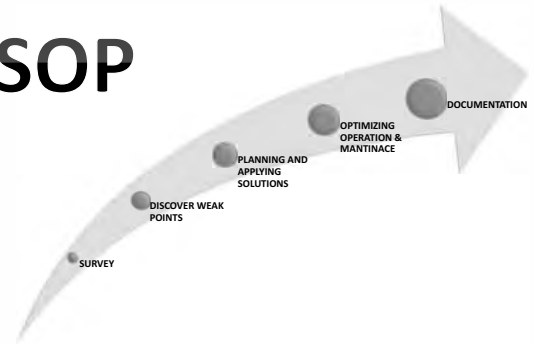 SOP
DOCUMENTATION
OPTIMIZING
OPERATION &
MANTINACE
PLANNING AND
APPLYING
SOLUTIONS
DISCOVER WEAK
POINTS
SURVEY